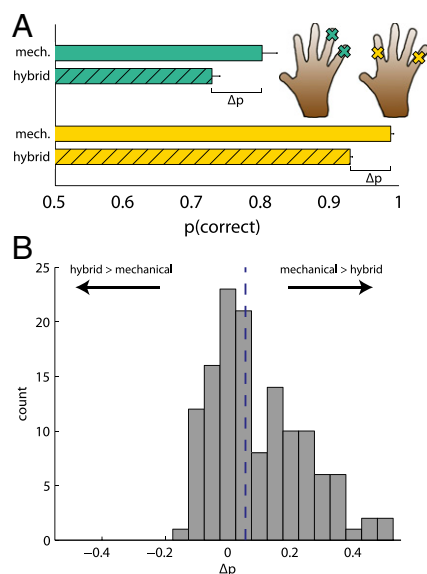 A
mech.
hybrid
Δp
mech.
hybrid
Δp
0.5 0.6 0.7 0.8 0.9 1
p(correct)
B
hybrid > mechanical mechanical > hybrid
25
20
15
10
5
0
−0.4 −0.2 0 0.2 0.4
count
Δp